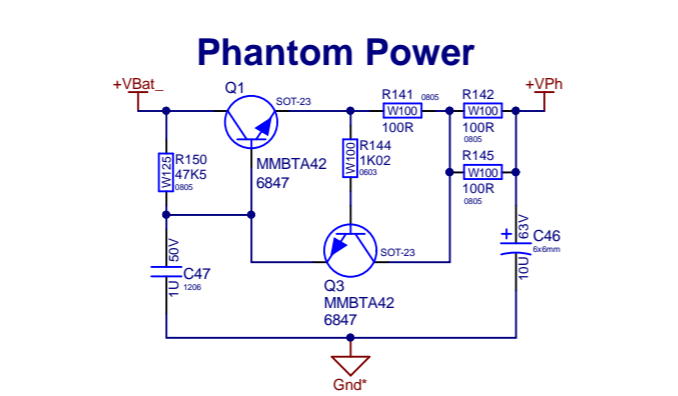 Phantom Power
+VBat_
Q1
SOT-23
R141
0805
W100
100R
R142
W100
100R
0805
+VPh
W125
R150
47K5
0805
MMBTA42
6847
W100
R144
1K02
0603
R145
W100
100R
0805
SOT-23
50V
C47
1206
1U
Q3
MMBTA42
6847
63V
+
C46
6x6mm
10U
Gnd*